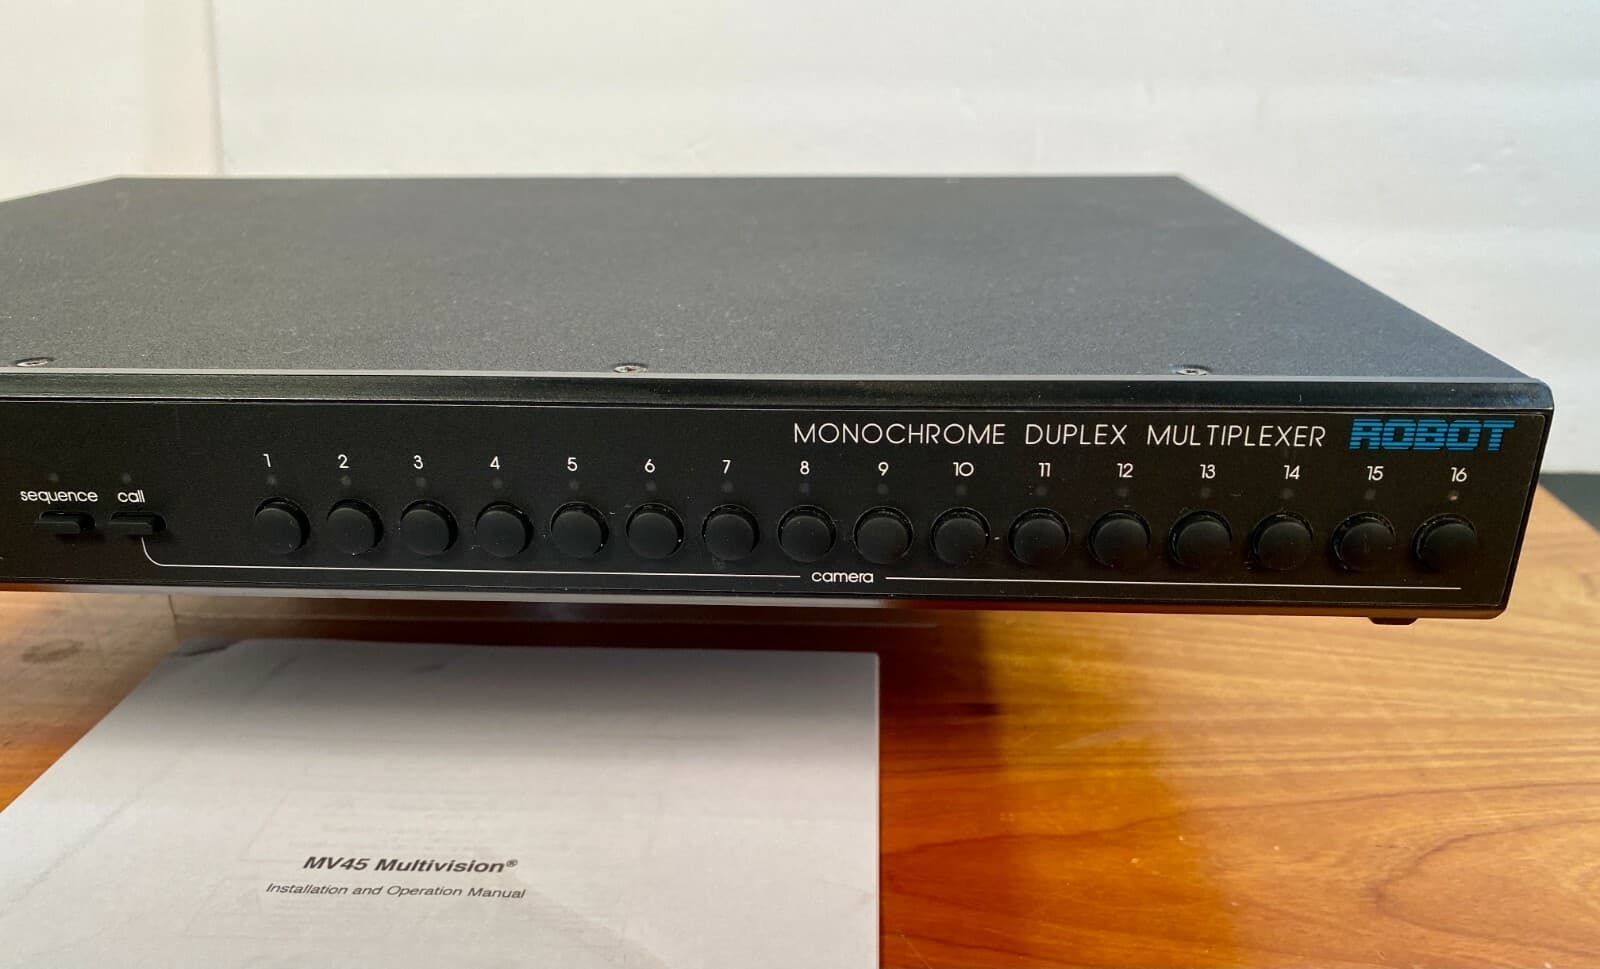 MONOCHROME DUPLEX MULTIPLEXER ROBOT
sequence call 1 2 3 4 5 6 7 8 9 10 11 12 13 14 15 16
camera
MV45 Multivision®
Installation and Operation Manual